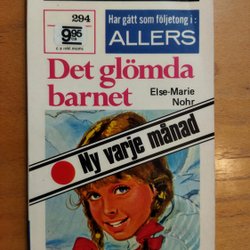 294
9.95
Har gått som följetong i:
ALLERS
Det glömda
barnet
Else-Marie
Nohr
Ny varje månad